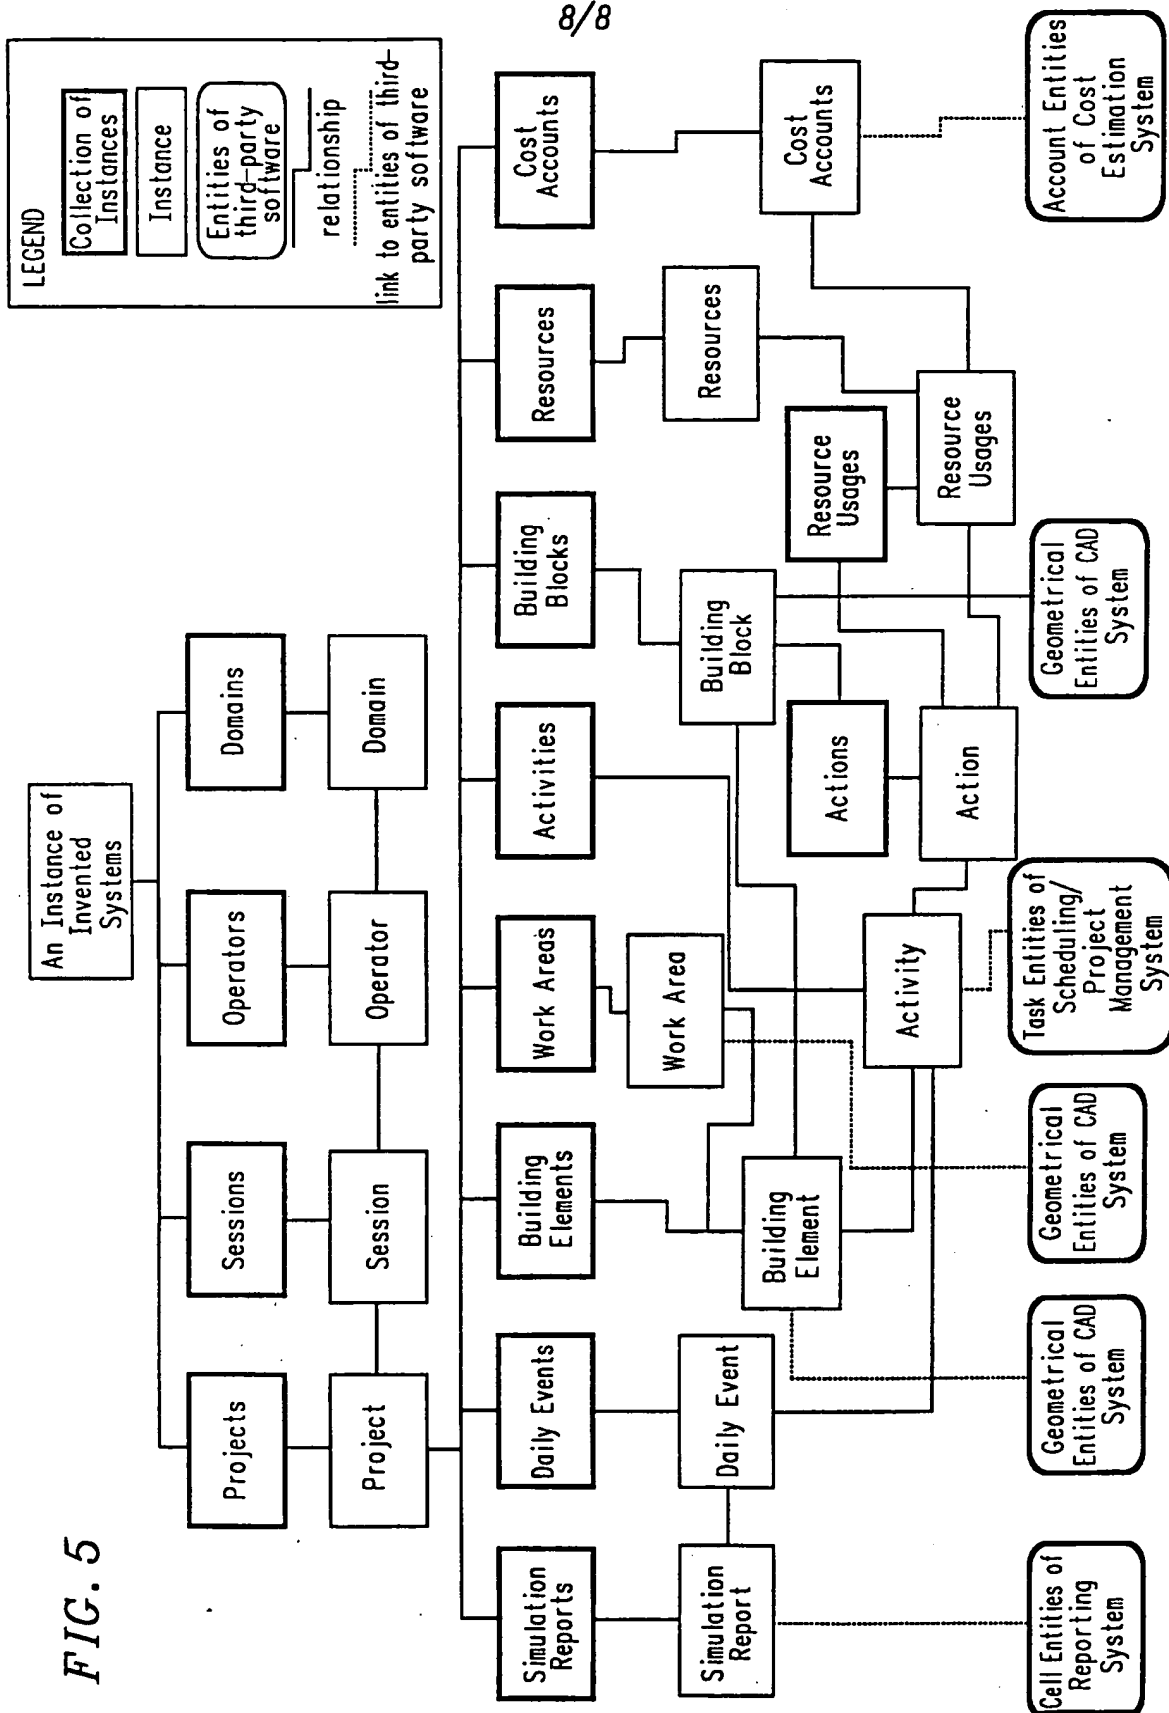 8/8
FIG. 5
LEGEND
Collection of
Instances
Instance
Entities of
third-party
software
relationship
link to entities of third-
party software
An Instance of
Invented
Systems
Projects
Sessions
Operators
Domains
Project
Session
Operator
Domain
Simulation
Reports
Daily Events
Building
Elements
Work Areas
Activities
Building
Blocks
Resources
Cost
Accounts
Simulation
Report
Daily Event
Building
Element
Work Area
Building
Block
Resources
Cost
Accounts
Actions
Resource
Usages
Activity
Action
Resource
Usages
Cell Entities of
Reporting
System
Geometrical
Entities of CAD
System
Geometrical
Entities of CAD
System
Task Entities of
Scheduling/
Project
Management
System
Geometrical
Entities of CAD
System
Account Entities
of Cost
Estimation
System